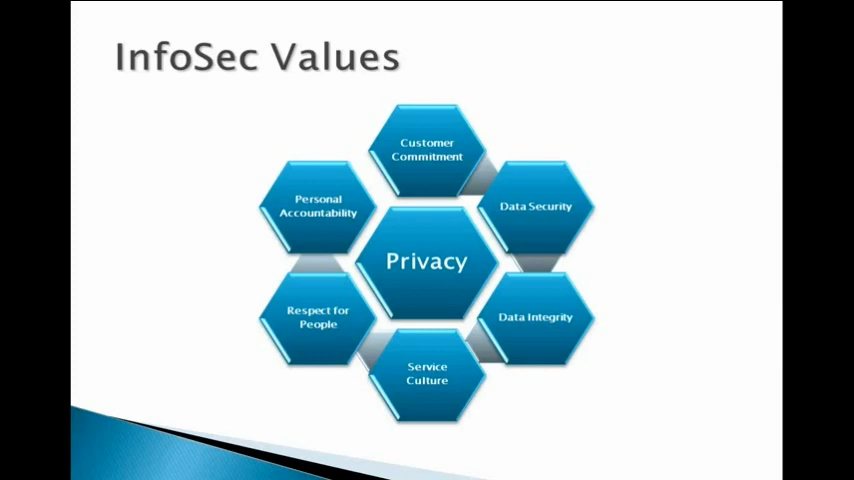 InfoSec Values
Customer
Commitment
Personal
Accountability
Data Security
Privacy
Respect for
People
Data Integrity
Service
Culture